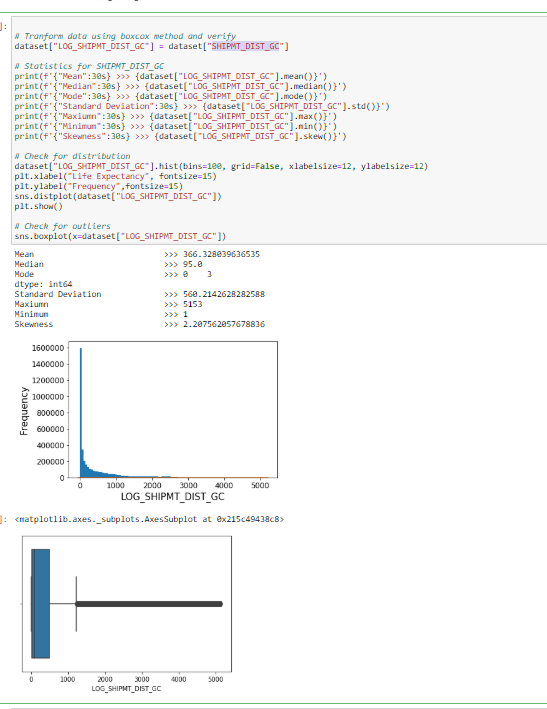 ]:
# Tranform data using boxcox method and verify
dataset["LOG_SHIPMT_DIST_GC"] = dataset["SHIPMT_DIST_GC"]
# Statistics for SHIPMT_DIST_GC
print(f'{"Mean":30s} >>> {dataset["LOG_SHIPMT_DIST_GC"].mean()}')
print(f'{"Median":30s} >>> {dataset["LOG_SHIPMT_DIST_GC"].median()}')
print(f'{"Mode":30s} >>> {dataset["LOG_SHIPMT_DIST_GC"].mode()}')
print(f'{"Standard Deviation":30s} >>> {dataset["LOG_SHIPMT_DIST_GC"].std()}')
print(f'{"Maxiumn":30s} >>> {dataset["LOG_SHIPMT_DIST_GC"].max()}')
print(f'{"Minimum":30s} >>> {dataset["LOG_SHIPMT_DIST_GC"].min()}')
print(f'{"Skewness":30s} >>> {dataset["LOG_SHIPMT_DIST_GC"].skew()}')
# Check for distribution
dataset["LOG_SHIPMT_DIST_GC"].hist(bins=100, grid=False, xlabelsize=12, ylabelsize=12)
plt.xlabel("Life Expectancy", fontsize=15)
plt.ylabel("Frequency",fontsize=15)
sns.distplot(dataset["LOG_SHIPMT_DIST_GC"])
plt.show()
# Check for outliers
sns.boxplot(x=dataset["LOG_SHIPMT_DIST_GC"])
Mean >>> 366.328039636535
Median >>> 95.0
Mode >>> 0 3
dtype: int64
Standard Deviation >>> 560.2142628282588
Maxiumn >>> 5153
Minimum >>> 1
Skewness >>> 2.207562057678836
1600000
1400000
1200000
1000000
800000
600000
400000
200000
0
Frequency
0 1000 2000 3000 4000 5000
LOG_SHIPMT_DIST_GC
]: <matplotlib.axes._subplots.AxesSubplot at 0x215c49438c8>
0 1000 2000 3000 4000 5000
LOG_SHIPMT_DIST_GC